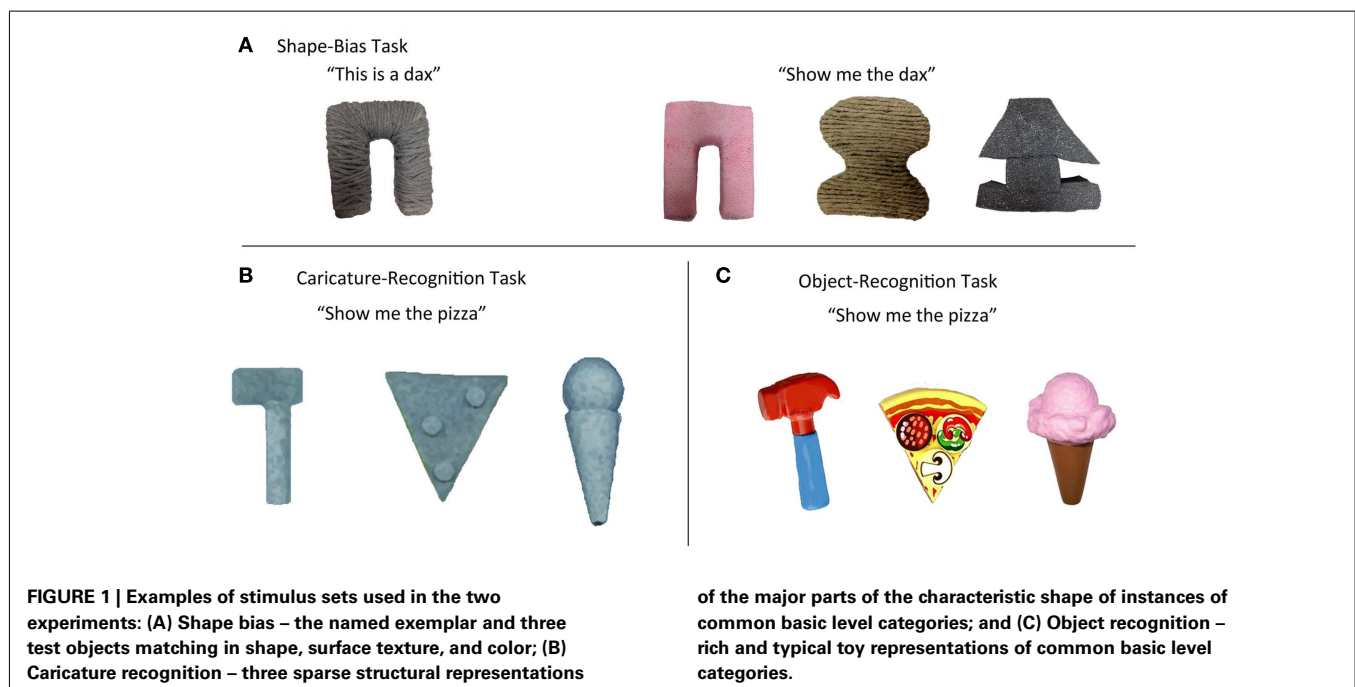 A Shape-Bias Task
“This is a dax” “Show me the dax”
B Caricature-Recognition Task
“Show me the pizza”
C Object-Recognition Task
“Show me the pizza”
FIGURE 1 | Examples of stimulus sets used in the two
experiments: (A) Shape bias – the named exemplar and three
test objects matching in shape, surface texture, and color; (B)
Caricature recognition – three sparse structural representations
of the major parts of the characteristic shape of instances of
common basic level categories; and (C) Object recognition –
rich and typical toy representations of common basic level
categories.